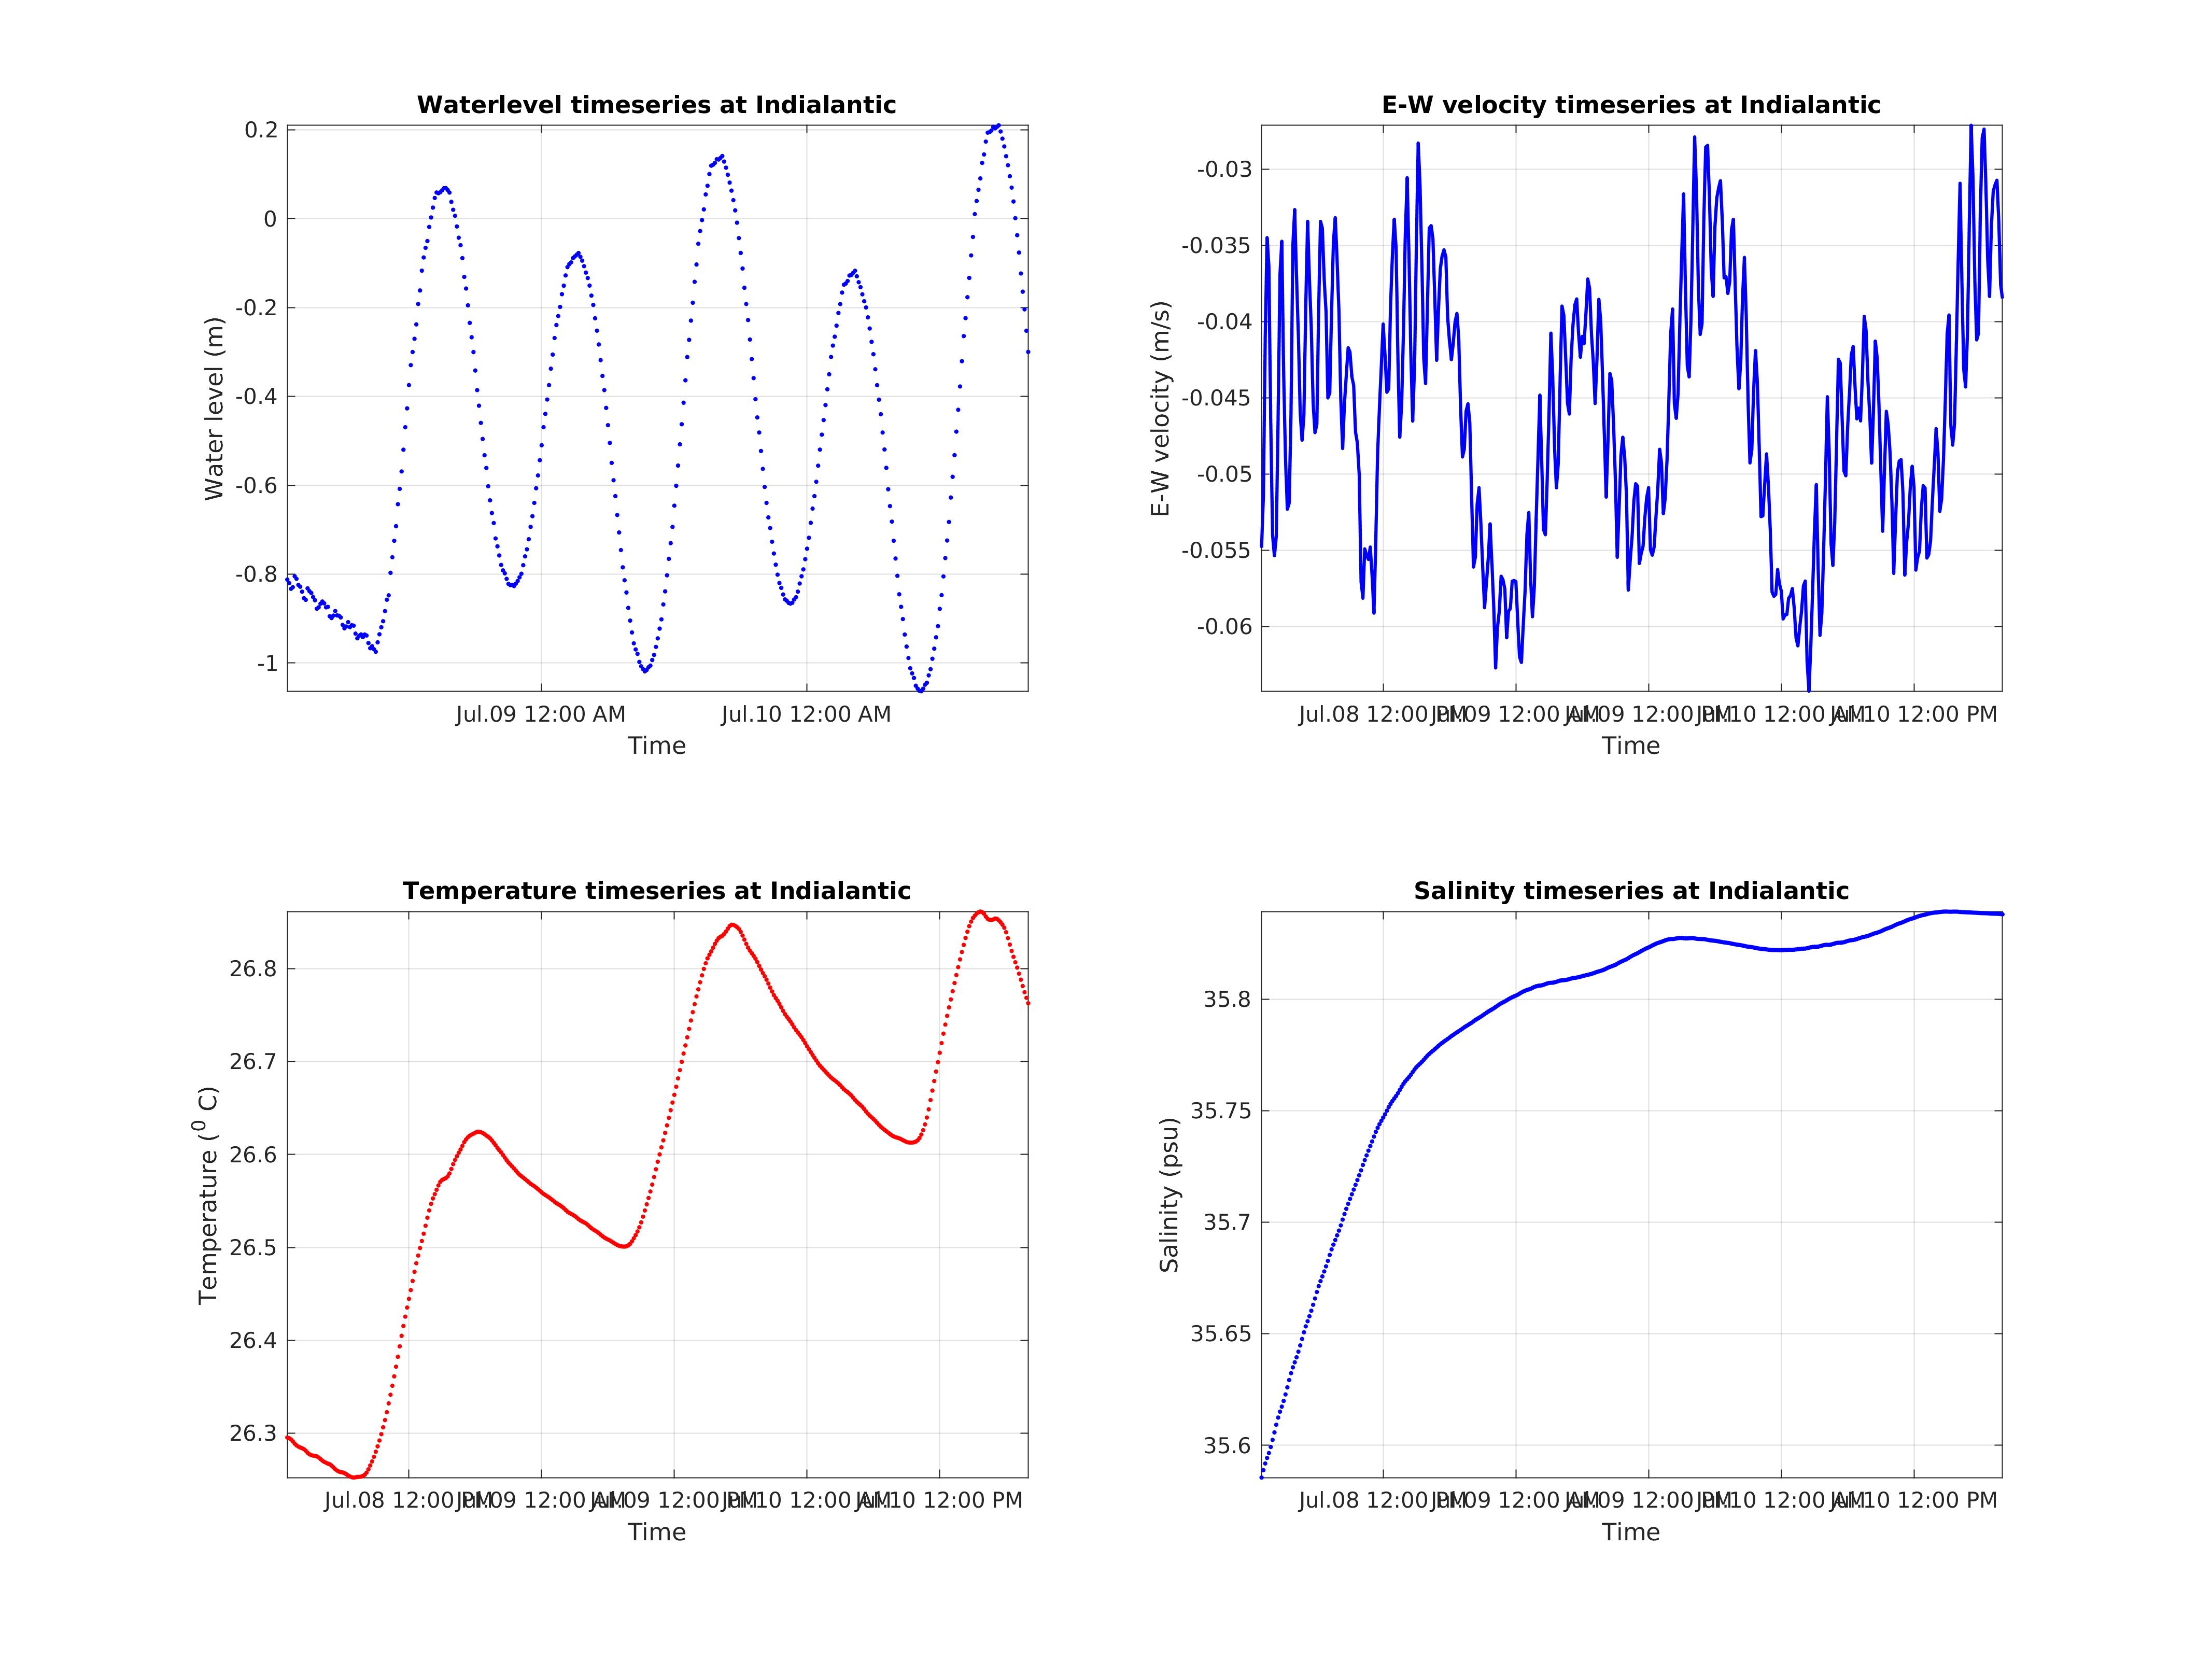 Waterlevel timeseries at Indialantic
Water level (m)
0.2
0
-0.2
-0.4
-0.6
-0.8
-1
Jul.09 12:00 AM
Jul.10 12:00 AM
Time
E-W velocity timeseries at Indialantic
E-W velocity (m/s)
-0.03
-0.035
-0.04
-0.045
-0.05
-0.055
-0.06
Jul.08 12:00 PM
Jul.09 12:00 AM
Jul.09 12:00 PM
Jul.10 12:00 AM
Jul.10 12:00 PM
Time
Temperature timeseries at Indialantic
Temperature (⁰ C)
26.8
26.7
26.6
26.5
26.4
26.3
Jul.08 12:00 PM
Jul.09 12:00 AM
Jul.09 12:00 PM
Jul.10 12:00 AM
Jul.10 12:00 PM
Time
Salinity timeseries at Indialantic
Salinity (psu)
35.8
35.75
35.7
35.65
35.6
Jul.08 12:00 PM
Jul.09 12:00 AM
Jul.09 12:00 PM
Jul.10 12:00 AM
Jul.10 12:00 PM
Time